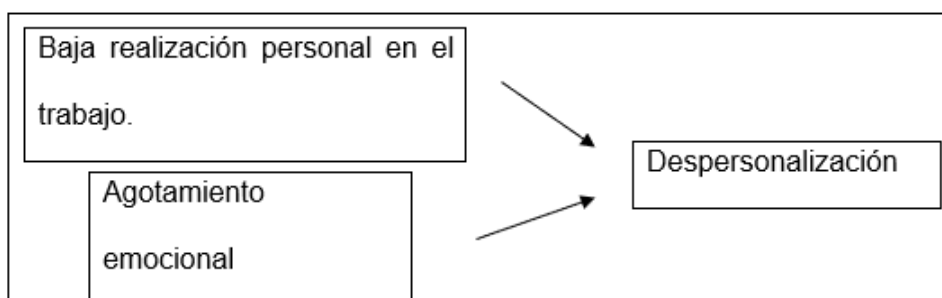 Baja realización personal en el
trabajo.
Despersonalización
Agotamiento
emocional